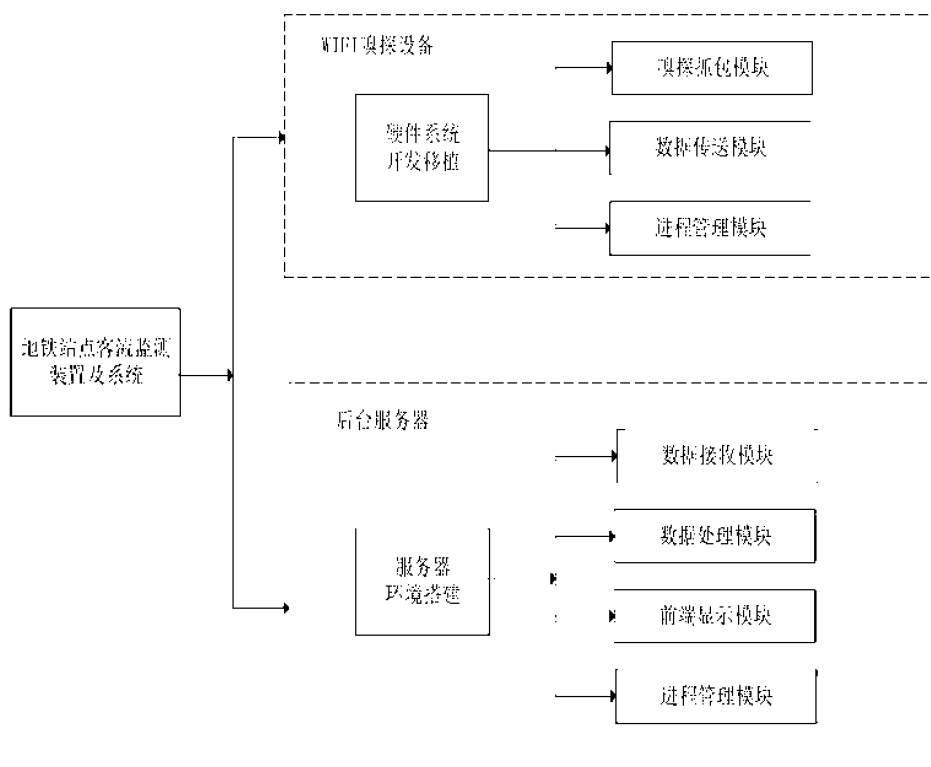 WIFI嗅探设备
嗅探抓包模块
硬件系统
开发移植
数据传送模块
进程管理模块
地铁站点客流监测
装置及系统
后台服务器
数据接收模块
数据处理模块
服务器
环境搭建
前端显示模块
进程管理模块